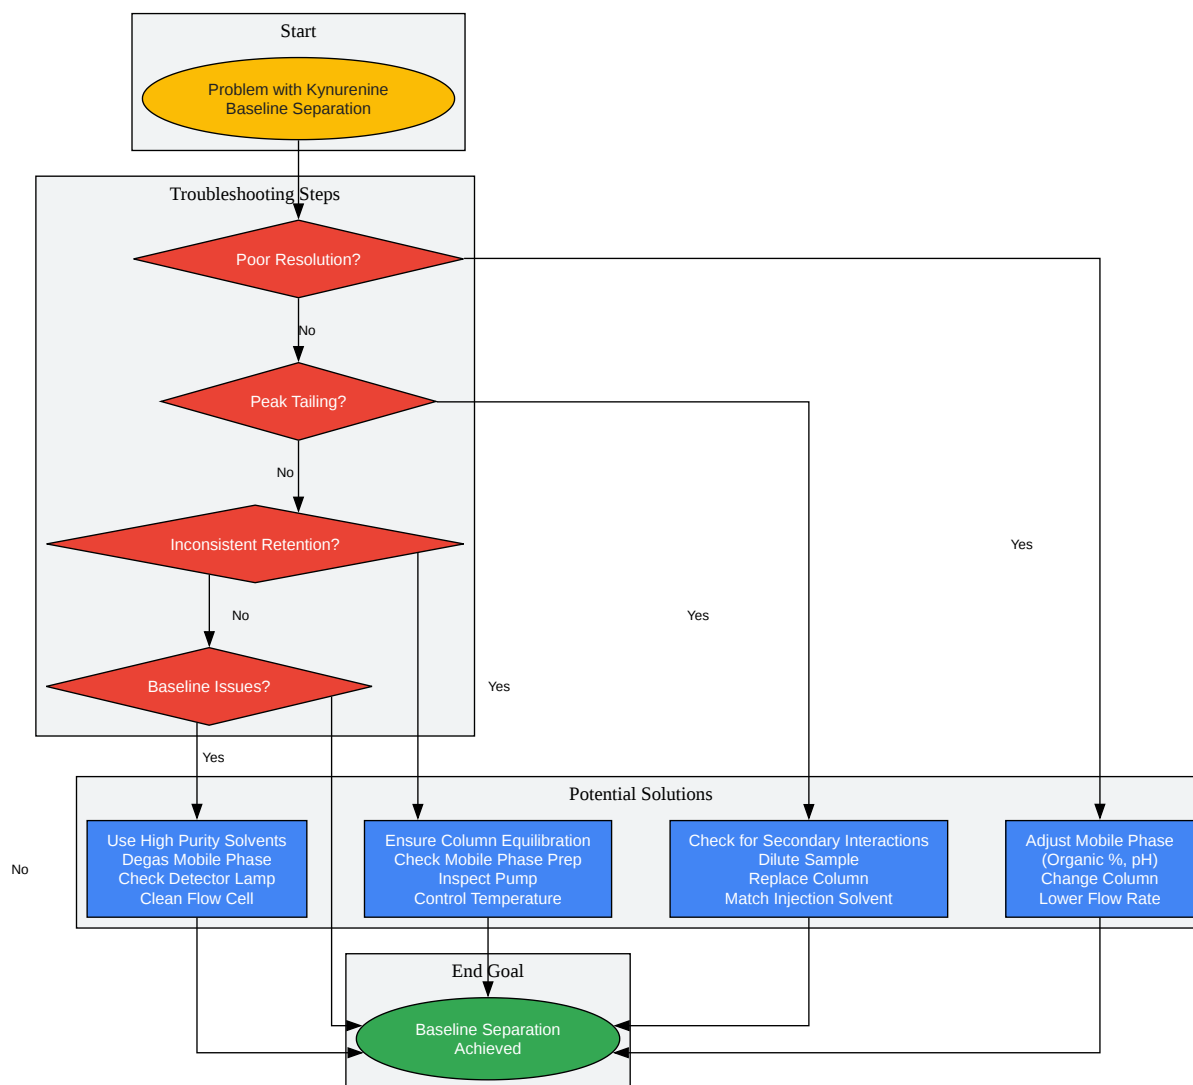 Start
Problem with Kynurenine
Baseline Separation
Troubleshooting Steps
Poor Resolution?
No
Peak Tailing?
No
Inconsistent Retention?
Yes
No
Yes
Baseline Issues?
Yes
Yes
Potential Solutions
Use High Purity Solvents
Degas Mobile Phase
Check Detector Lamp
Clean Flow Cell
Ensure Column Equilibration
Check Mobile Phase Prep
Inspect Pump
Control Temperature
Check for Secondary Interactions
Dilute Sample
Replace Column
Match Injection Solvent
Adjust Mobile Phase
(Organic %, pH)
Change Column
Lower Flow Rate
No
End Goal
Baseline Separation
Achieved